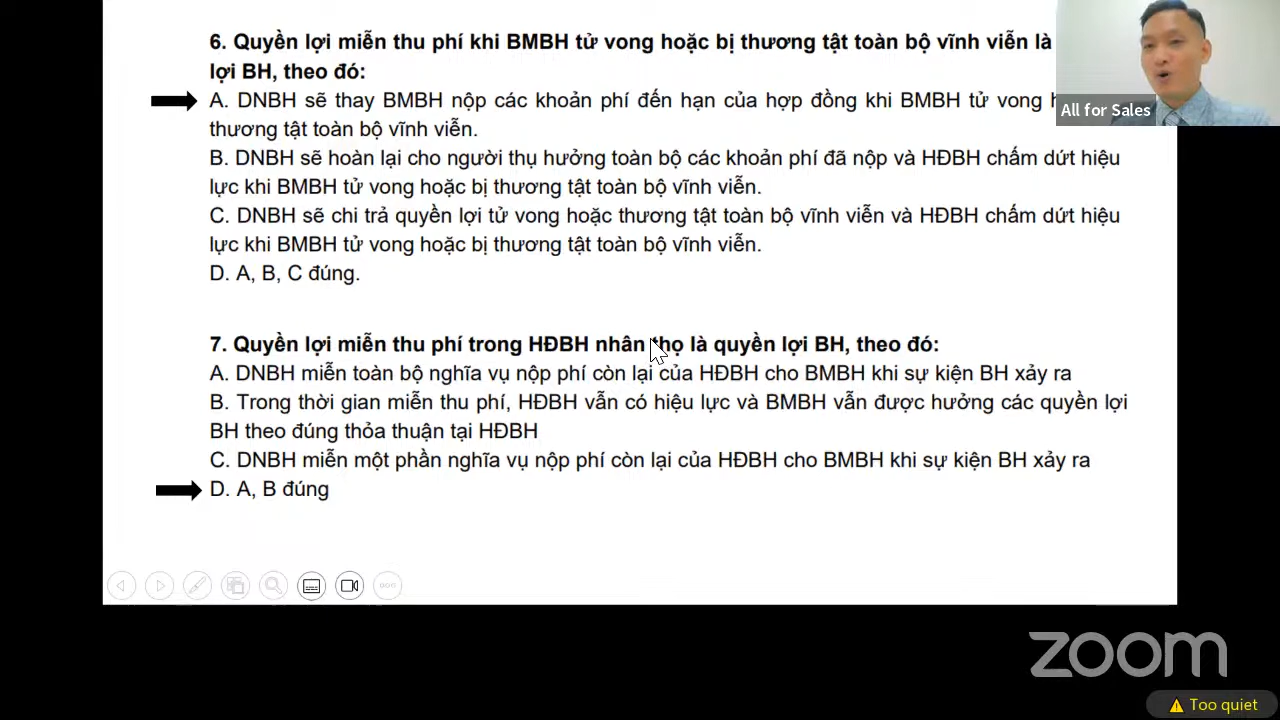 6. Quyền lợi miễn thu phí khi BMBH tử vong hoặc bị thương tật toàn bộ vĩnh viễn là
lợi BH, theo đó:
A. DNBH sẽ thay BMBH nộp các khoản phí đến hạn của hợp đồng khi BMBH tử vong
thương tật toàn bộ vĩnh viễn.
B. DNBH sẽ hoàn lại cho người thụ hưởng toàn bộ các khoản phí đã nộp và HĐBH chấm dứt hiệu
lực khi BMBH tử vong hoặc bị thương tật toàn bộ vĩnh viễn.
C. DNBH sẽ chi trả quyền lợi tử vong hoặc thương tật toàn bộ vĩnh viễn và HĐBH chấm dứt hiệu
lực khi BMBH tử vong hoặc bị thương tật toàn bộ vĩnh viễn.
D. A, B, C đúng.
All for Sales
7. Quyền lợi miễn thu phí trong HĐBH nhân thọ là quyền lợi BH, theo đó:
A. DNBH miễn toàn bộ nghĩa vụ nộp phí còn lại của HĐBH cho BMBH khi sự kiện BH xảy ra
B. Trong thời gian miễn thu phí, HĐBH vẫn có hiệu lực và BMBH vẫn được hưởng các quyền lợi
BH theo đúng thỏa thuận tại HĐBH
C. DNBH miễn một phần nghĩa vụ nộp phí còn lại của HĐBH cho BMBH khi sự kiện BH xảy ra
D. A, B đúng
zoom
Too quiet